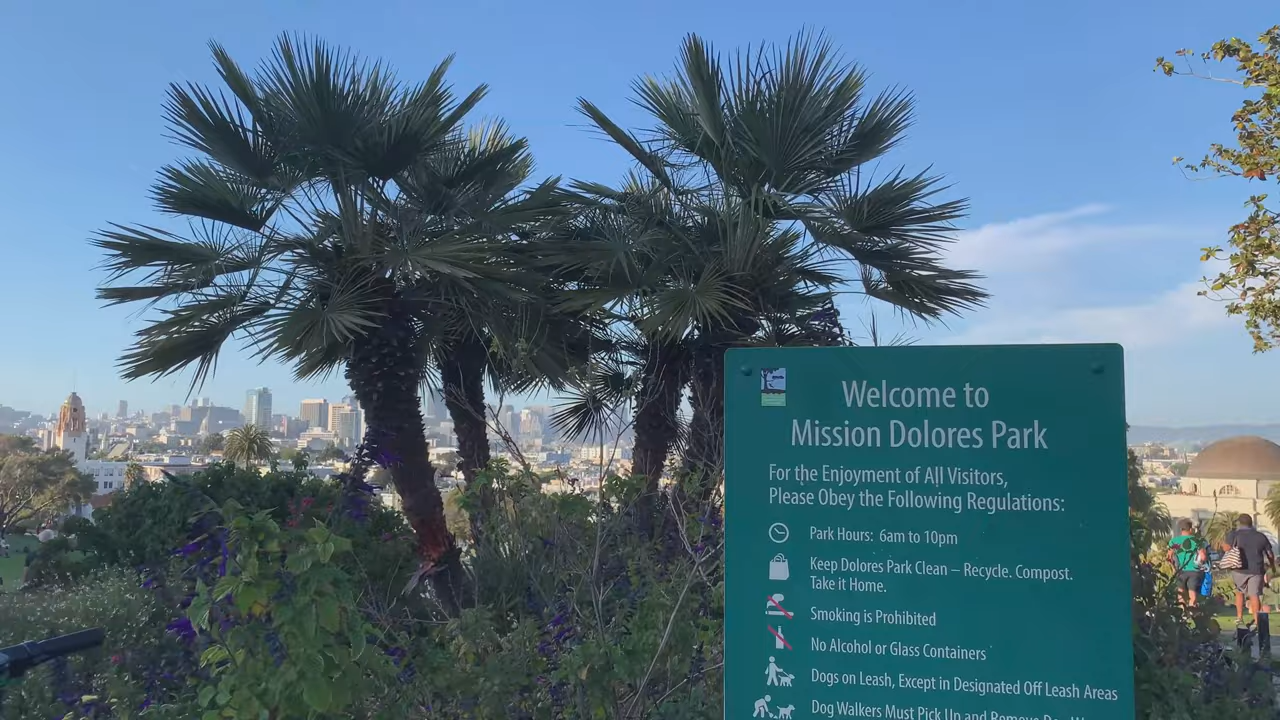 Welcome to
Mission Dolores Park
For the Enjoyment of All Visitors,
Please Obey the Following Regulations:
Park Hours: 6am to 10pm
Keep Dolores Park Clean – Recycle. Compost.
Take it Home.
Smoking is Prohibited
No Alcohol or Glass Containers
Dogs on Leash, Except in Designated Off Leash Areas
Dog Walkers Must Pick Up and Remove